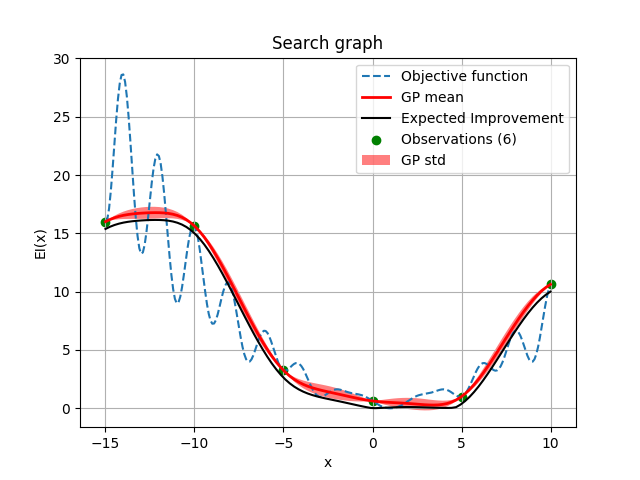 Search graph
Objective function
GP mean
Expected Improvement
Observations (6)
GP std
30
25
20
15
10
5
0
EI(x)
−15 −10 −5 0 5 10
x